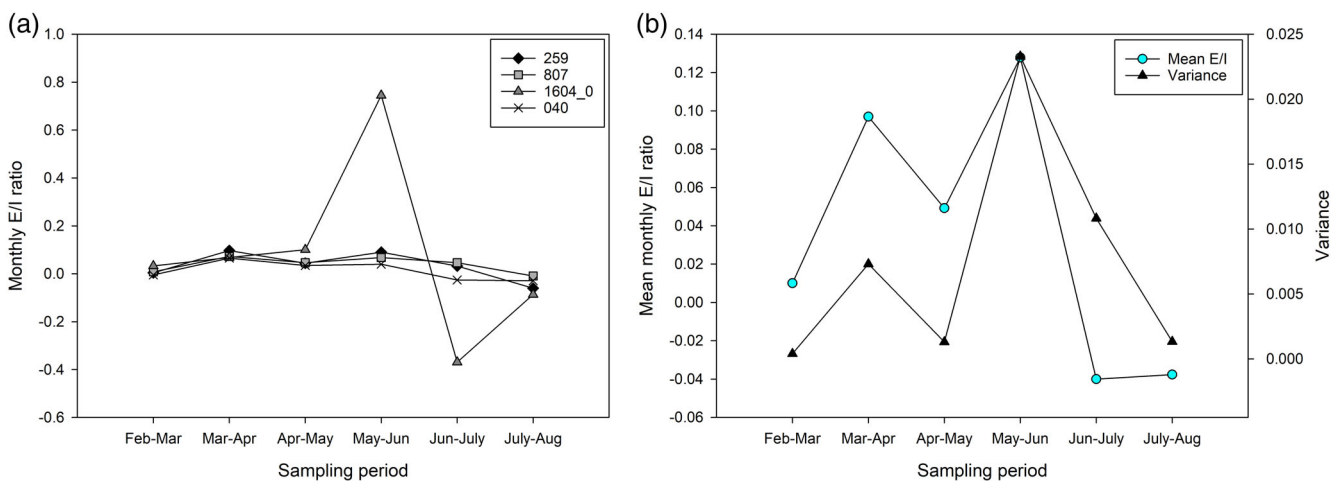 (a)
1.0
0.8
0.6
0.4
0.2
0.0
-0.2
-0.4
-0.6
Monthly E/I ratio
259
807
1604_0
040
Feb-Mar Mar-Apr Apr-May May-Jun Jun-July July-Aug
Sampling period
(b)
0.14
0.12
0.10
0.08
0.06
0.04
0.02
0.00
-0.02
-0.04
-0.06
Mean monthly E/I ratio
Mean E/I
Variance
0.025
0.020
0.015
0.010
0.005
0.000
Variance
Feb-Mar Mar-Apr Apr-May May-Jun Jun-July July-Aug
Sampling period